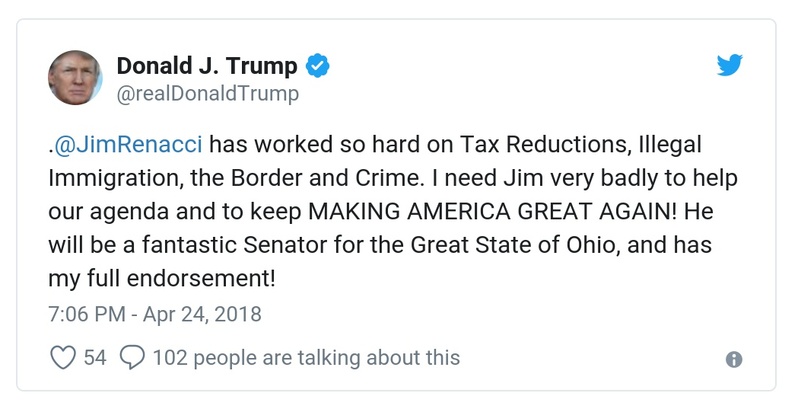 Donald J. Trump
@realDonaldTrump
.@JimRenacci has worked so hard on Tax Reductions, Illegal
Immigration, the Border and Crime. I need Jim very badly to help
our agenda and to keep MAKING AMERICA GREAT AGAIN! He
will be a fantastic Senator for the Great State of Ohio, and has
my full endorsement!
7:06 PM - Apr 24, 2018
54 102 people are talking about this